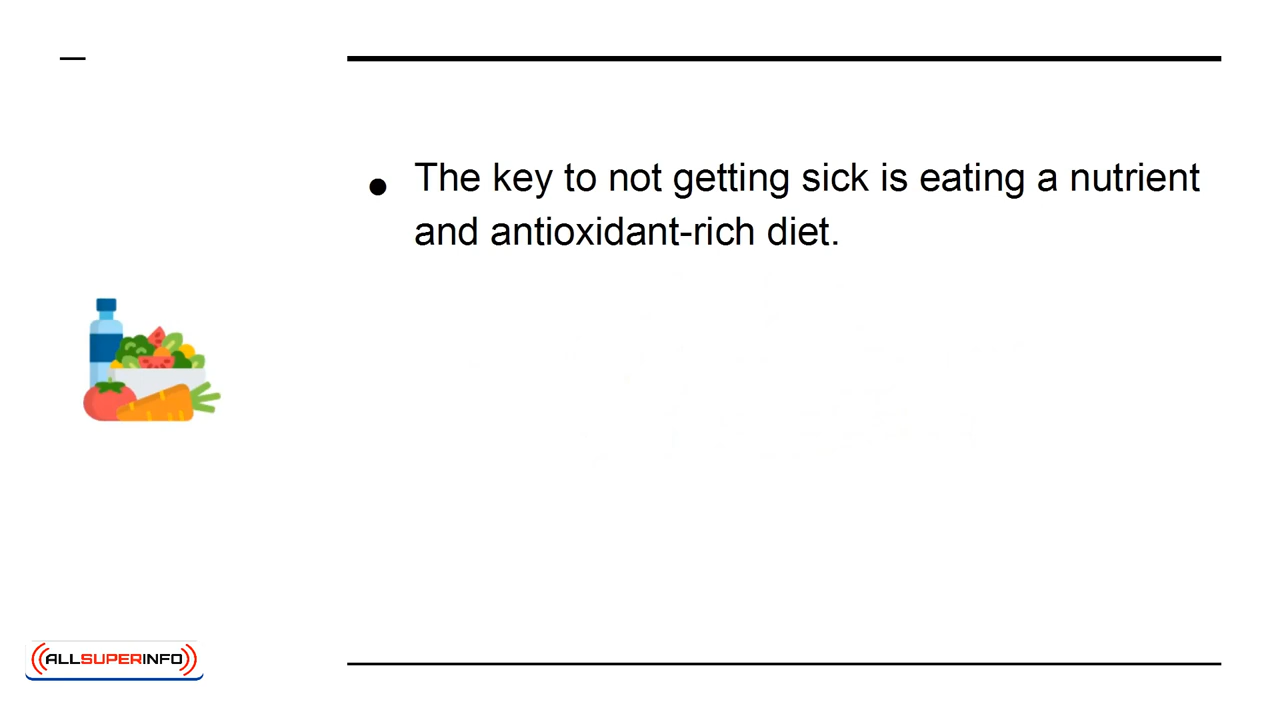 ● The key to not getting sick is eating a nutrient
and antioxidant-rich diet.
ALLSUPERINFO